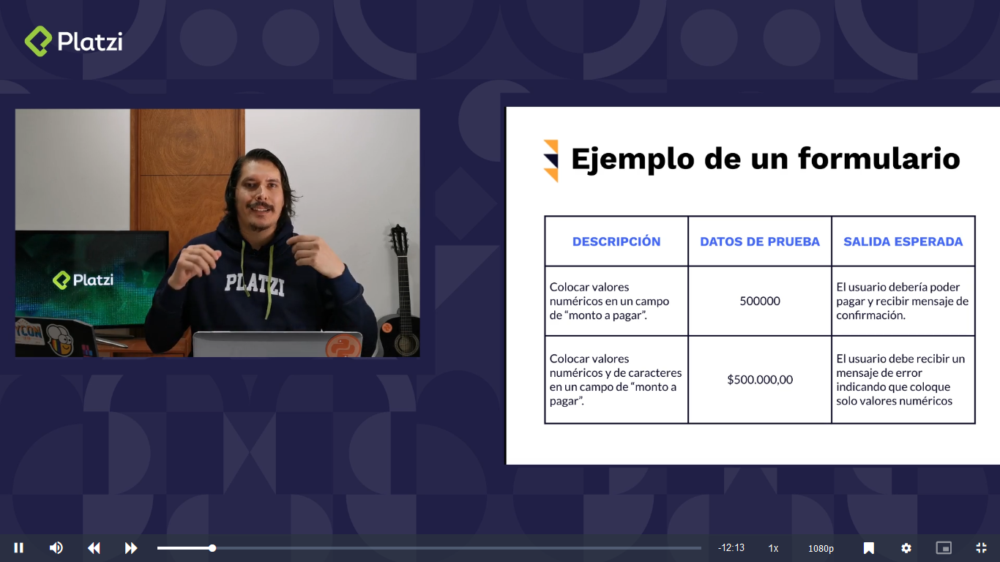 Platzi
Platzi
PLATZI
PYCON
Ejemplo de un formulario
DESCRIPCIÓN
DATOS DE PRUEBA
SALIDA ESPERADA
Colocar valores
numéricos en un campo
de “monto a pagar”.
500000
El usuario debería poder
pagar y recibir mensaje de
confirmación.
Colocar valores
numéricos y de caracteres
en un campo de “monto a
pagar”.
$500.000,00
El usuario debe recibir un
mensaje de error
indicando que coloque
solo valores numéricos
-12:13
1x
1080p